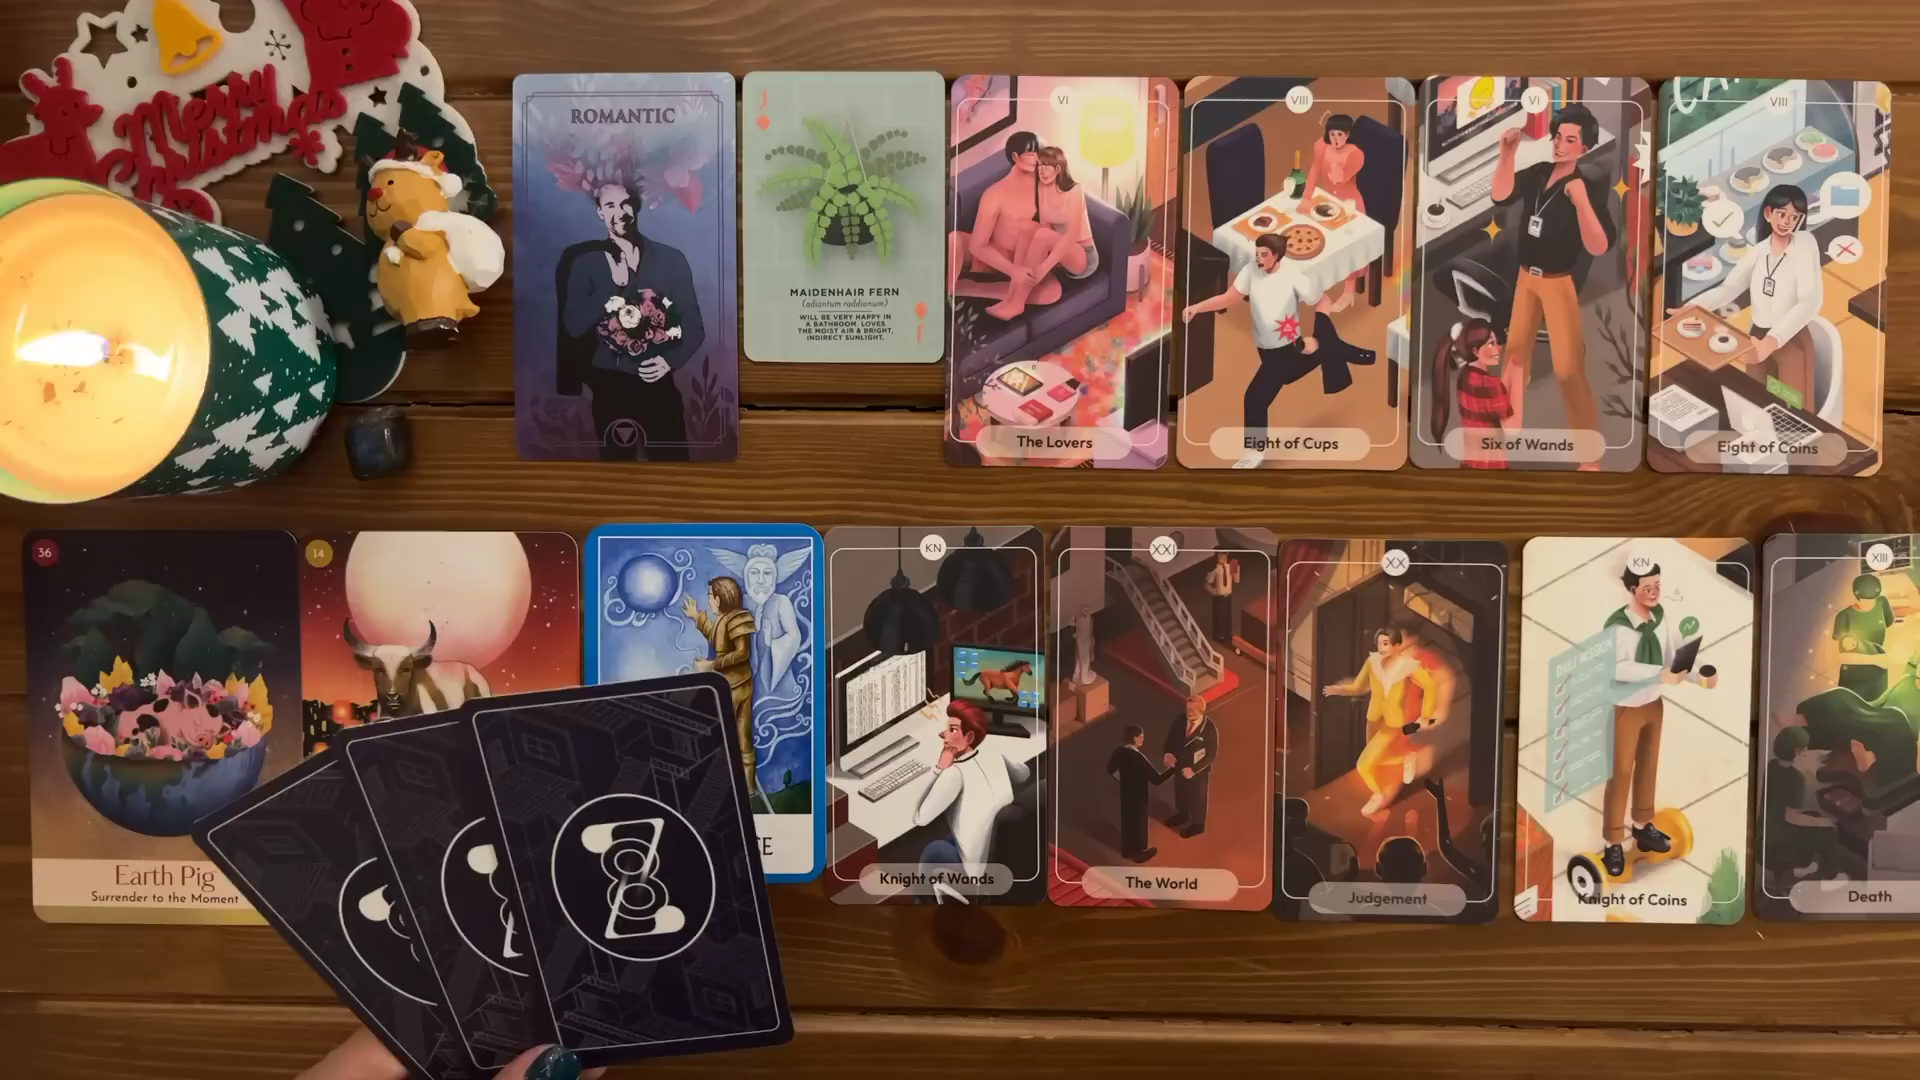 Merry
Christmas
ROMANTIC
J
MAIDENHAIR FERN
(adiantum raddianum)
WILL BE VERY HAPPY IN
A BATHROOM. LOVES
THE MOIST AIR & BRIGHT,
INDIRECT SUNLIGHT.
J
VI
The Lovers
VIII
Eight of Cups
VI
Six of Wands
VIII
Eight of Coins
36
Earth Pig
Surrender to the Moment
14
KN
Knight of Wands
XXI
The World
XX
Judgement
KN
DAILY MISSION
Knight of Coins
XIII
Death